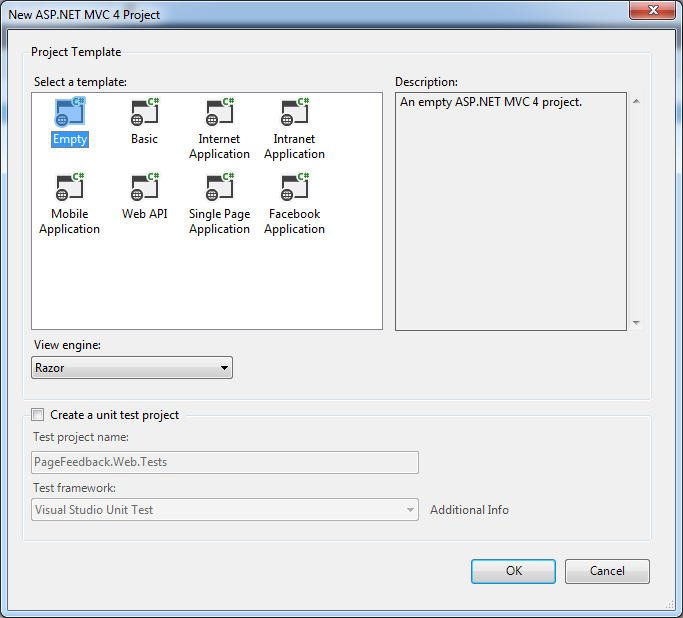 New ASP.NET MVC 4 Project
Project Template
Select a template:
Description:
C# C# C# C#
Empty Basic Internet Application Intranet Application
An empty ASP.NET MVC 4 project.
C# C# C# C#
Mobile Application Web API Single Page Application Facebook Application
View engine:
Razor
Create a unit test project
Test project name:
PageFeedback.Web.Tests
Test framework:
Visual Studio Unit Test
Additional Info
OK
Cancel